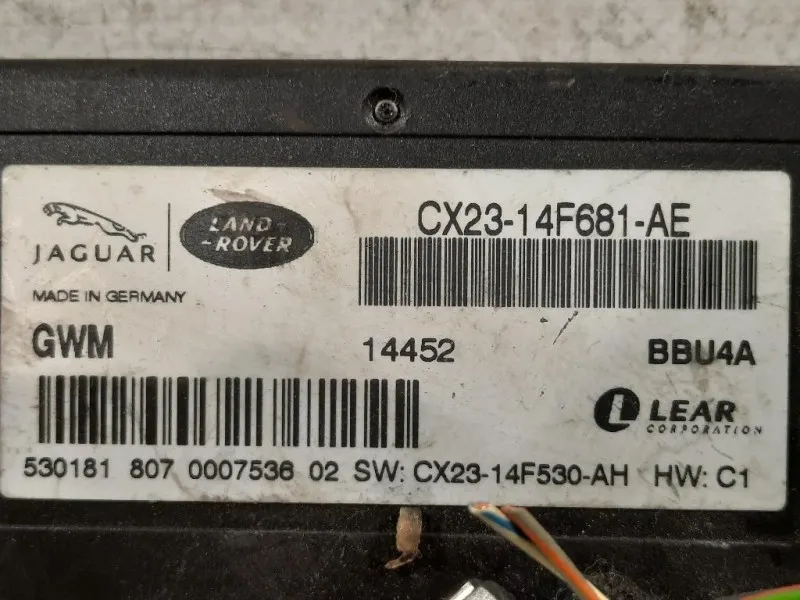 JAGUAR
LAND-
-ROVER
CX23-14F681-AE
MADE IN GERMANY
GWM 14452 BBU4A
LEAR
CORPORATION
530181 807 0007536 02 SW: CX23-14F530-AH HW: C1